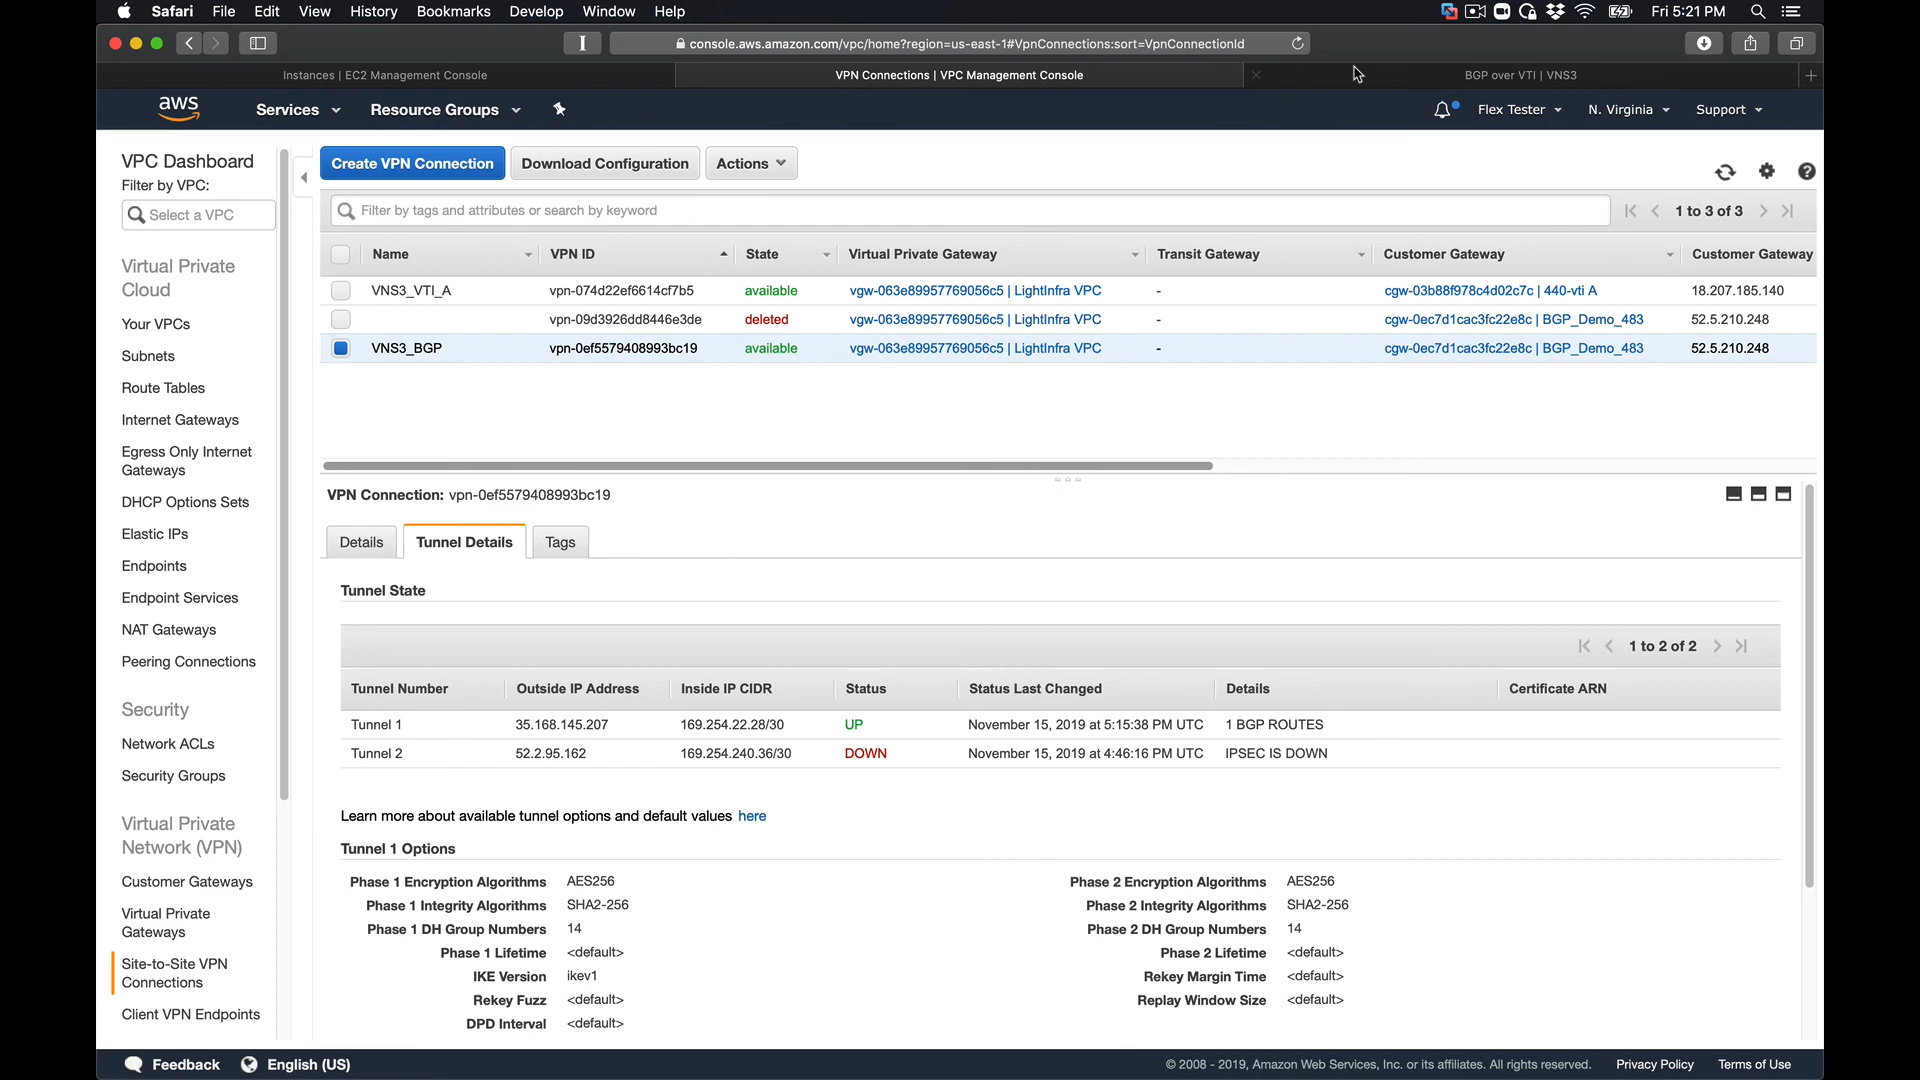 Safari File Edit View History Bookmarks Develop Window Help Fri 5:21 PM
console.aws.amazon.com/vpc/home?region=us-east-1#VpnConnections:sort=VpnConnectionId
Instances | EC2 Management Console VPN Connections | VPC Management Console BGP over VTI | VNS3
aws Services Resource Groups Flex Tester N. Virginia Support
VPC Dashboard
Filter by VPC:
Select a VPC
Virtual Private
Cloud
Your VPCs
Subnets
Route Tables
Internet Gateways
Egress Only Internet
Gateways
DHCP Options Sets
Elastic IPs
Endpoints
Endpoint Services
NAT Gateways
Peering Connections
Security
Network ACLs
Security Groups
Virtual Private
Network (VPN)
Customer Gateways
Virtual Private
Gateways
Site-to-Site VPN
Connections
Client VPN Endpoints
Create VPN Connection Download Configuration Actions
Filter by tags and attributes or search by keyword 1 to 3 of 3
Name VPN ID State Virtual Private Gateway Transit Gateway Customer Gateway Customer Gateway
VNS3_VTI_A vpn-074d22ef6614cf7b5 available vgw-063e89957769056c5 | LightInfra VPC - cgw-03b88f978c4d02c7c | 440-vti A 18.207.185.140
vpn-09d3926dd8446e3de deleted vgw-063e89957769056c5 | LightInfra VPC - cgw-0ec7d1cac3fc22e8c | BGP_Demo_483 52.5.210.248
VNS3_BGP vpn-0ef5579408993bc19 available vgw-063e89957769056c5 | LightInfra VPC - cgw-0ec7d1cac3fc22e8c | BGP_Demo_483 52.5.210.248
VPN Connection: vpn-0ef5579408993bc19
Details Tunnel Details Tags
Tunnel State
1 to 2 of 2
Tunnel Number Outside IP Address Inside IP CIDR Status Status Last Changed Details Certificate ARN
Tunnel 1 35.168.145.207 169.254.22.28/30 UP November 15, 2019 at 5:15:38 PM UTC 1 BGP ROUTES
Tunnel 2 52.2.95.162 169.254.240.36/30 DOWN November 15, 2019 at 4:46:16 PM UTC IPSEC IS DOWN
Learn more about available tunnel options and default values here
Tunnel 1 Options
Phase 1 Encryption Algorithms AES256 Phase 2 Encryption Algorithms AES256
Phase 1 Integrity Algorithms SHA2-256 Phase 2 Integrity Algorithms SHA2-256
Phase 1 DH Group Numbers 14 Phase 2 DH Group Numbers 14
Phase 1 Lifetime <default> Phase 2 Lifetime <default>
IKE Version ikev1 Rekey Margin Time <default>
Rekey Fuzz <default> Replay Window Size <default>
DPD Interval <default>
Feedback English (US) © 2008 - 2019, Amazon Web Services, Inc. or its affiliates. All rights reserved. Privacy Policy Terms of Use